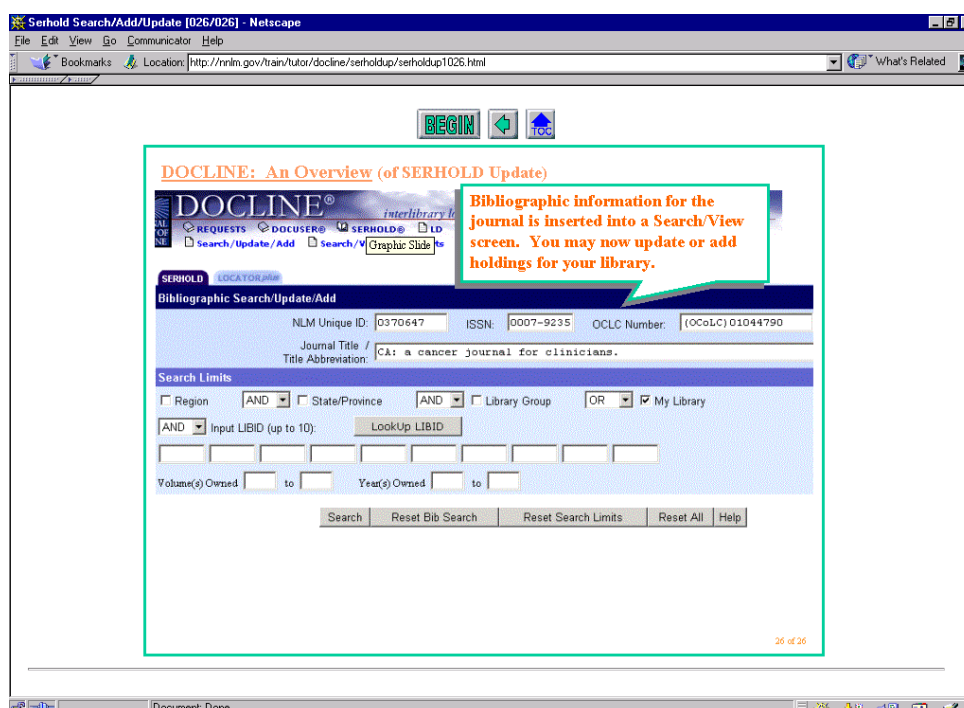 Serhold Search/Add/Update [026/026] - Netscape
File Edit View Go Communicator Help
Bookmarks Location: http://nnlm.gov/train/tutor/docline/serholdup/serholdup1026.html What's Related
BEGIN TOC
DOCLINE: An Overview (of SERHOLD Update)
Bibliographic information for the
journal is inserted into a Search/View
screen. You may now update or add
holdings for your library.
DOCLINE® interlibrary
REQUESTS DOCUSER® SERHOLD® LD
Search/Update/Add Search/V Graphic Slide ts
SERHOLD LOCATORplus
Bibliographic Search/Update/Add
NLM Unique ID: 0370647 ISSN: 0007-9235 OCLC Number: (OCoLC)01044790
Journal Title /
Title Abbreviation: CA: a cancer journal for clinicians.
Search Limits
Region AND State/Province AND Library Group OR My Library
AND Input LIBID (up to 10): LookUp LIBID
Volume(s) Owned to Year(s) Owned to
Search Reset Bib Search Reset Search Limits Reset All Help
26 of 26
Document: Done